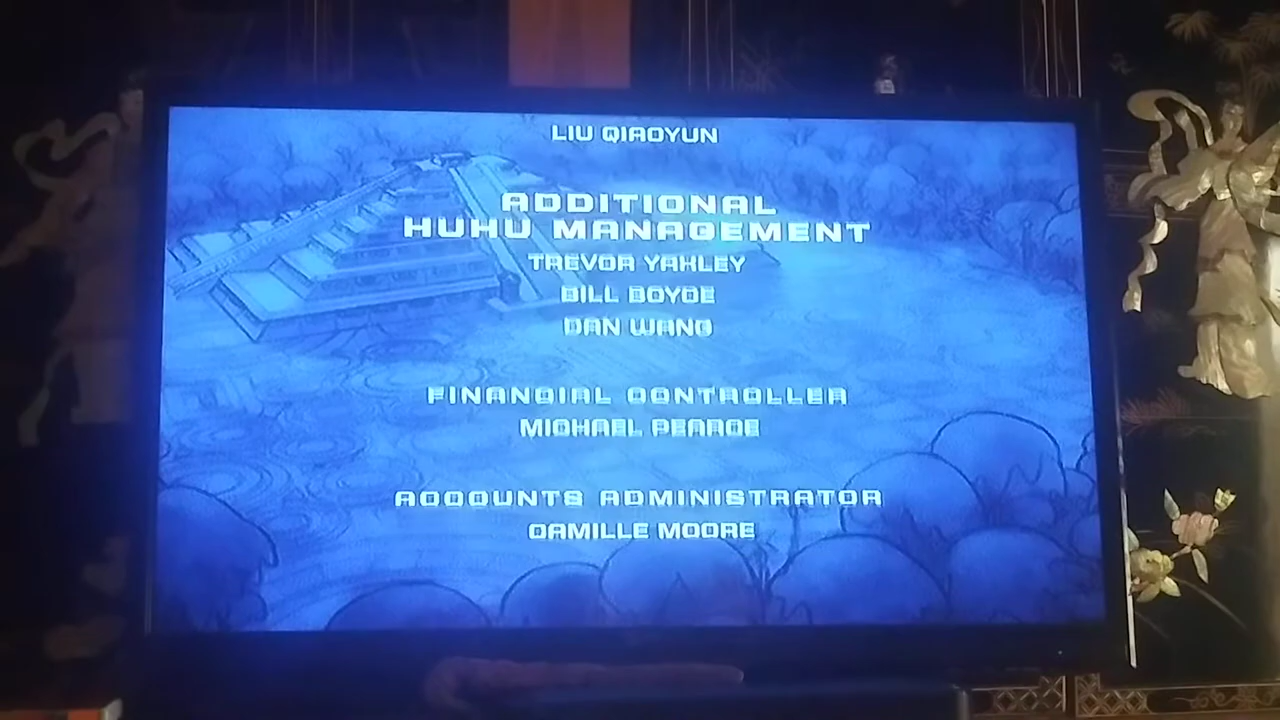 LIU QIAOYUN
ADDITIONAL
HUHU MANAGEMENT
TREVOR YAXLEY
BILL BOYCE
DAN WANG
FINANCIAL CONTROLLER
MICHAEL PEARCE
ACCOUNTS ADMINISTRATOR
CAMILLE MOORE